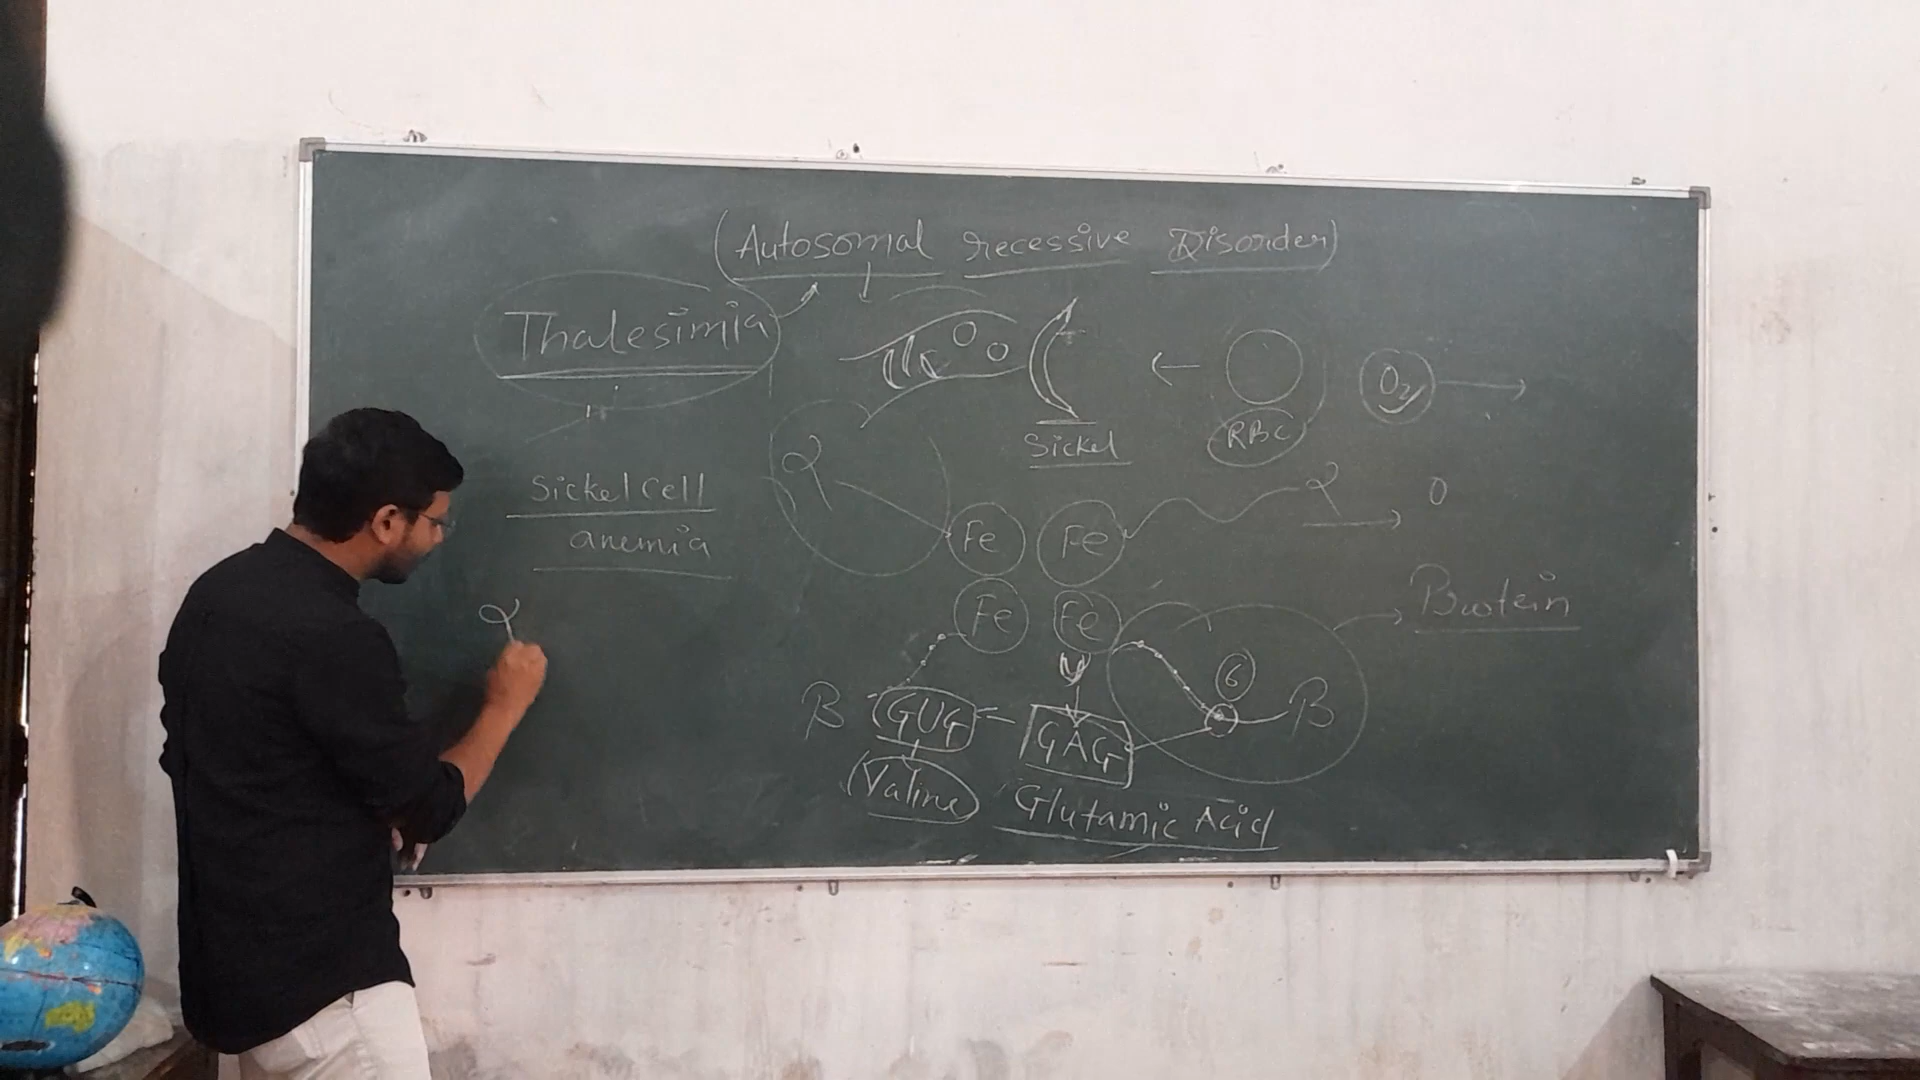 (Autosomal recessive Disorder)
Thalesimia
O2
Sickel
RBC
Sickel cell
anemia
α
α
O
Fe
Fe
Fe
Fe
Protein
α
6
B
GUG
GAG
B
Valine
Glutamic Acid